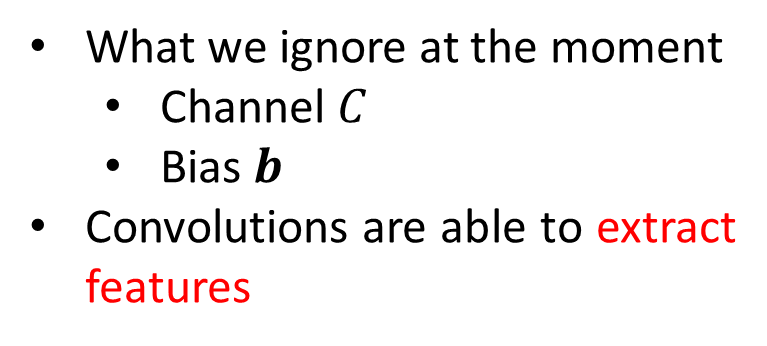 • What we ignore at the moment
• Channel C
• Bias b
• Convolutions are able to extract
features